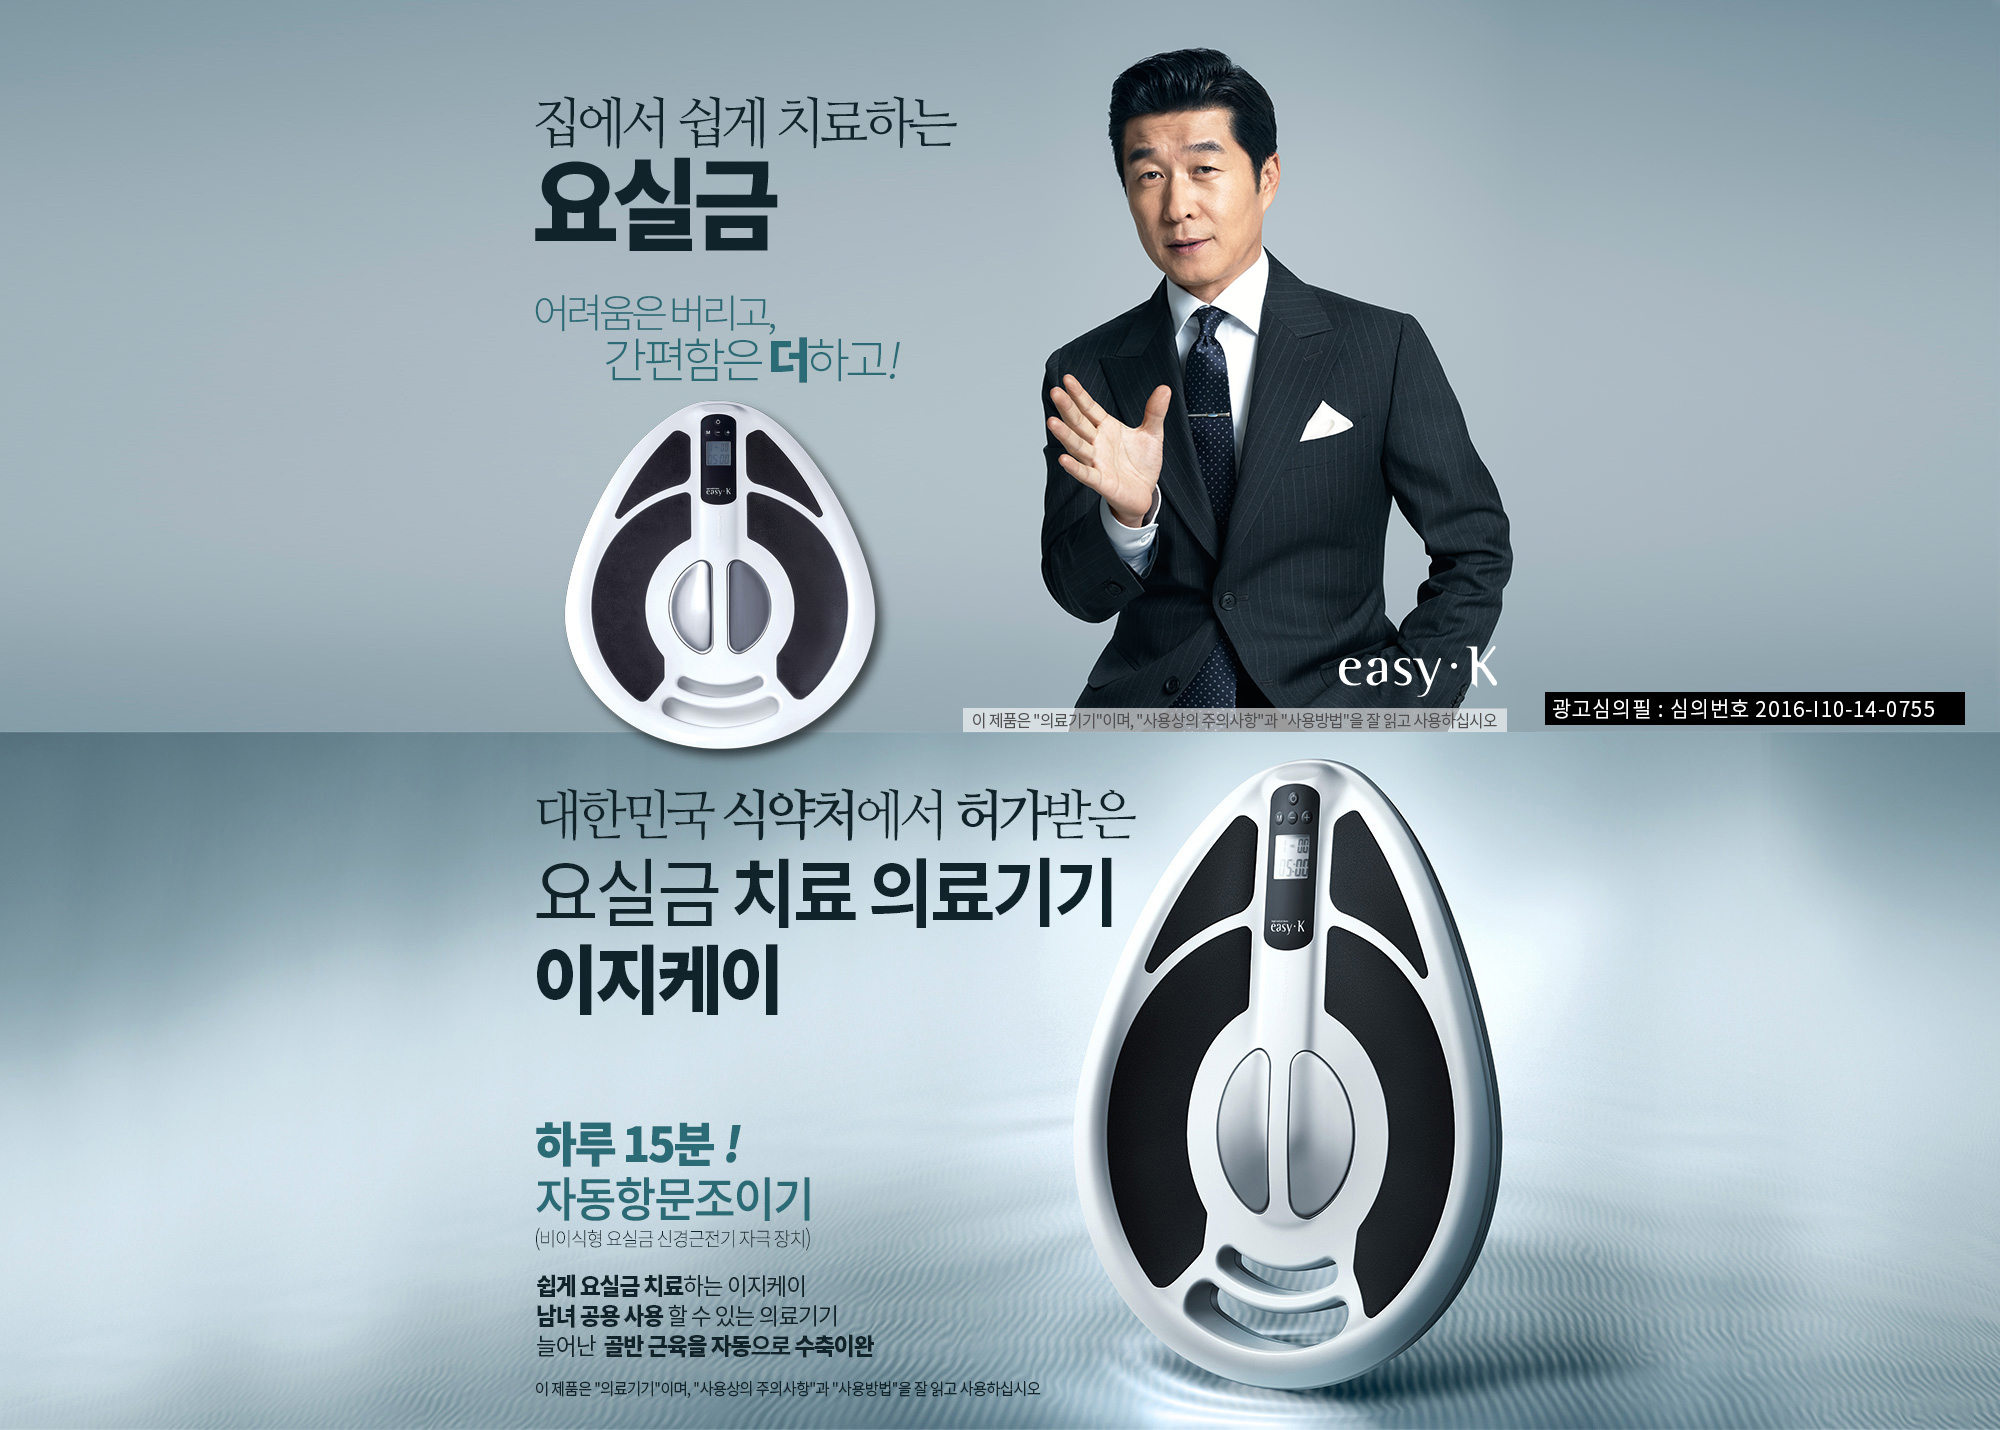 집에서 쉽게 치료하는
요실금
어려움은 버리고,
간편함은 더하고!
M - +
05:00
easy·K
easy·K
이 제품은 "의료기기"이며, "사용상의 주의사항"과 "사용방법"을 잘 읽고 사용하십시오
광고심의필 : 심의번호 2016-I10-14-0755
대한민국 식약처에서 허가받은
요실금 치료 의료기기
이지케이
M - +
1-00
05:00
easy·K
하루 15분 !
자동항문조이기
(비이식형 요실금 신경근전기 자극 장치)
쉽게 요실금 치료하는 이지케이
남녀 공용 사용 할 수 있는 의료기기
늘어난 골반 근육을 자동으로 수축이완
이 제품은 "의료기기"이며, "사용상의 주의사항"과 "사용방법"을 잘 읽고 사용하십시오